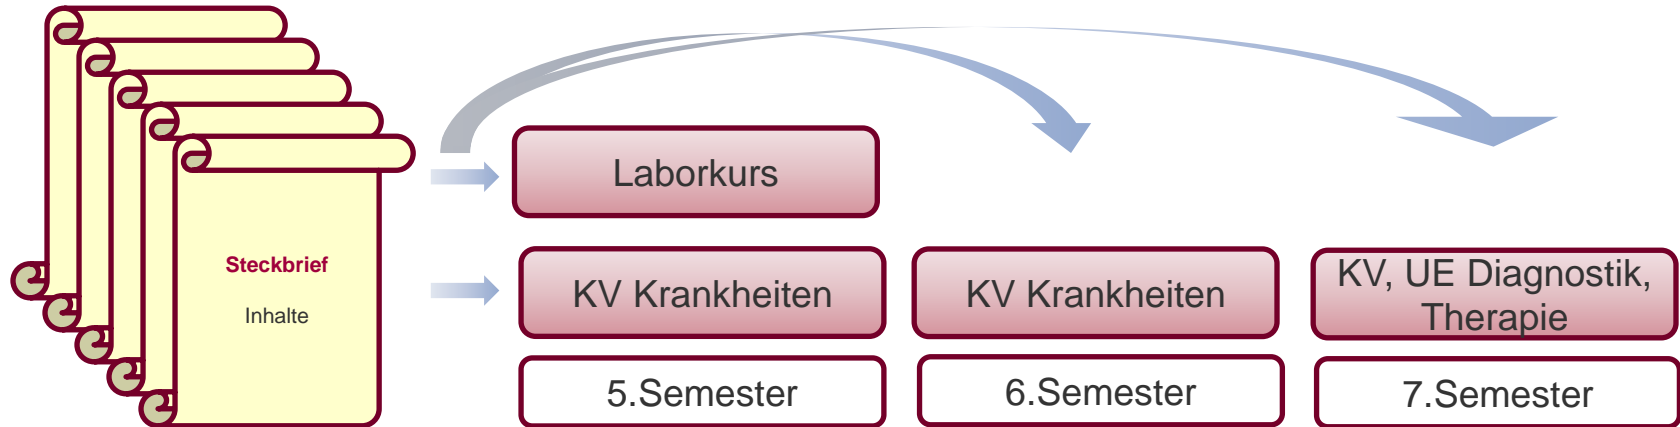 Steckbrief
Inhalte
Laborkurs
KV Krankheiten
KV Krankheiten
KV, UE Diagnostik,
Therapie
5.Semester
6.Semester
7.Semester